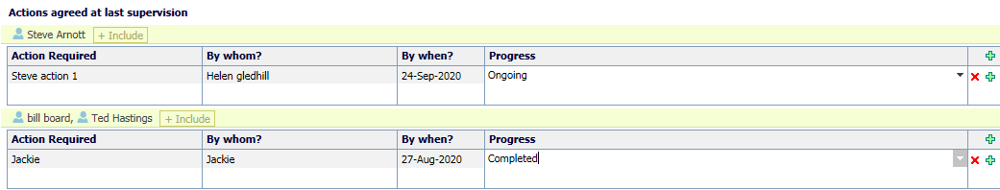 Actions agreed at last supervision
Steve Arnott + Include
Action Required By whom? By when? Progress
Steve action 1 Helen gledhill 24-Sep-2020 Ongoing
bill board, Ted Hastings + Include
Action Required By whom? By when? Progress
Jackie Jackie 27-Aug-2020 Completed